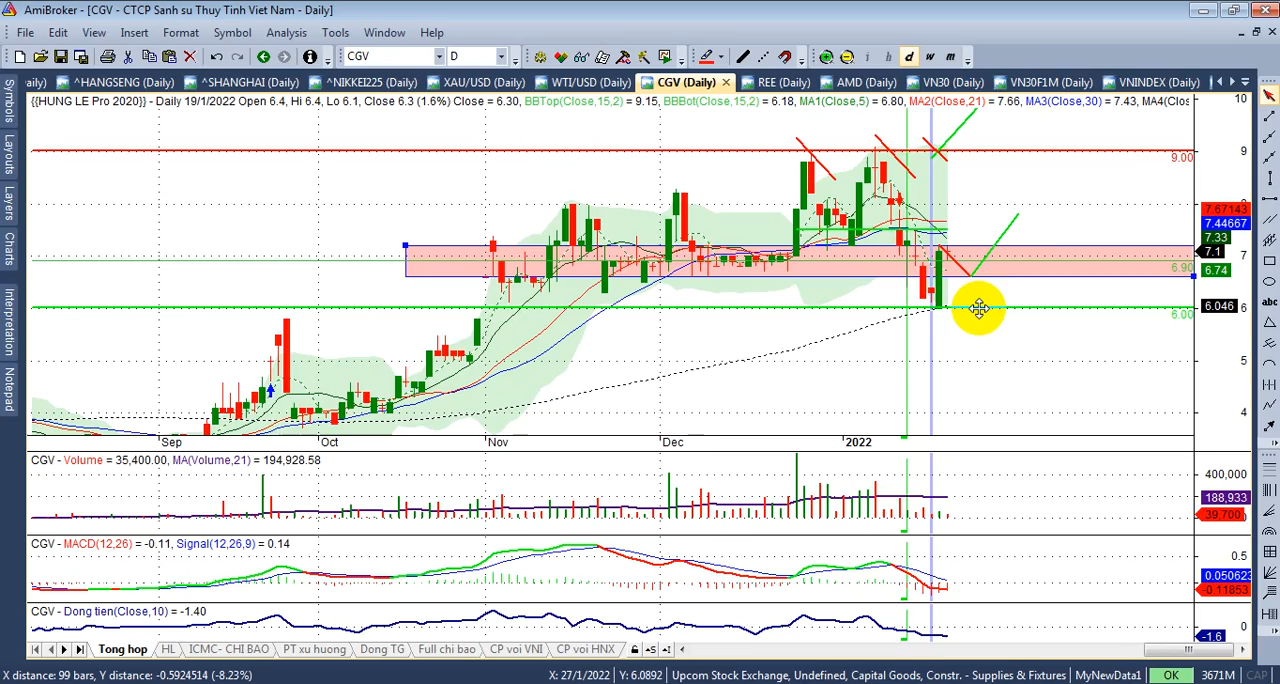 AmiBroker - [CGV - CTCP Sanh su Thuy Tinh Viet Nam - Daily]
File Edit View Insert Format Symbol Analysis Tools Window Help
CGV D i h d w m
aily) ^HANGSENG (Daily) ^SHANGHAI (Daily) ^NIKKEI225 (Daily) XAU/USD (Daily) WTI/USD (Daily) CGV (Daily) REE (Daily) AMD (Daily) VN30 (Daily) VN30F1M (Daily) VNINDEX (Daily)
{{HUNG LE Pro 2020}} - Daily 19/1/2022 Open 6.4, Hi 6.4, Lo 6.1, Close 6.3 (1.6%) Close = 6.30, BBTop(Close,15,2) = 9.15, BBBot(Close,15,2) = 6.18, MA1(Close,5) = 6.80, MA2(Close,21) = 7.66, MA3(Close,30) = 7.43, MA4(Clos
Symbols
Layouts
Layers
Charts
Interpretation
Notepad
10
9
9.00
7.67143
7.44667
7.33
7.1
7
6.90
6.74
6.046
6
6.00
5
4
Sep Oct Nov Dec 2022
CGV - Volume = 35,400.00, MA(Volume,21) = 194,928.58
400,000
188,933
39,700
CGV - MACD(12,26) = -0.11, Signal(12,26,9) = 0.14
0.5
0.050623
-0.11853
CGV - Dong tien(Close,10) = -1.40
0
-1.6
Tong hop HL ICMC- CHI BAO PT xu huong Dong TG Full chi bao CP voi VNI CP voi HNX S I
abc
X distance: 99 bars, Y distance: -0.5924514 (-8.23%) X: 27/1/2022 Y: 6.0892 Upcom Stock Exchange, Undefined, Capital Goods, Constr. - Supplies & Fixtures MyNewData1 OK 3671M CAP